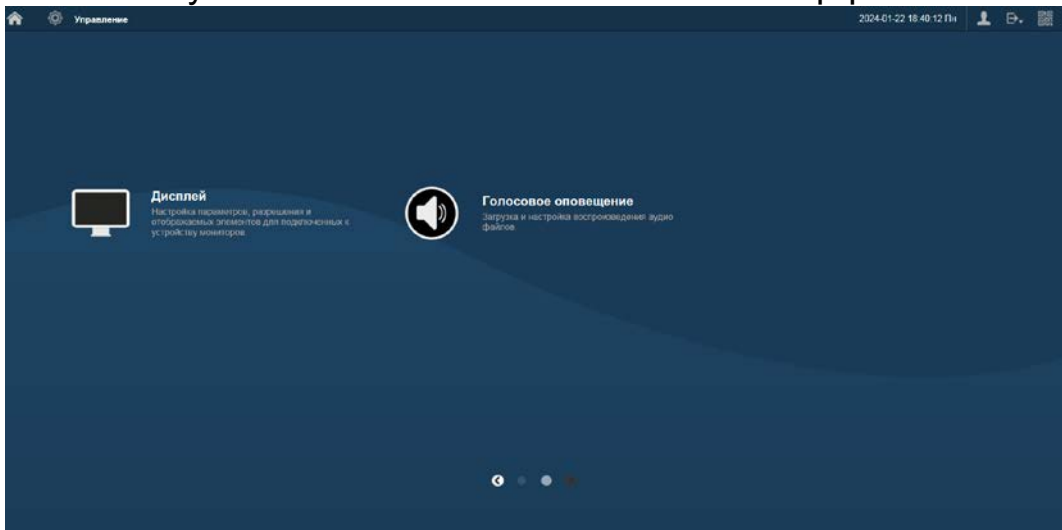 Управление
2024-01-22 18:40:12 Пн
Дисплей
Настройка параметров, разрешения и
отображаемых элементов для подключенных к
устройству мониторов
Голосовое оповещение
Загрузка и настройка воспроизведения аудио
файлов